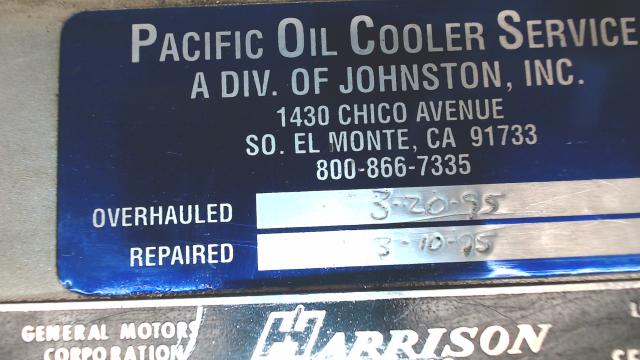 PACIFIC OIL COOLER SERVICE
A DIV. OF JOHNSTON, INC.
1430 CHICO AVENUE
SO. EL MONTE, CA 91733
800-866-7335
OVERHAULED 3-20-95
REPAIRED 3-10-95
GENERAL MOTORS
CORPORATION
HARRISON